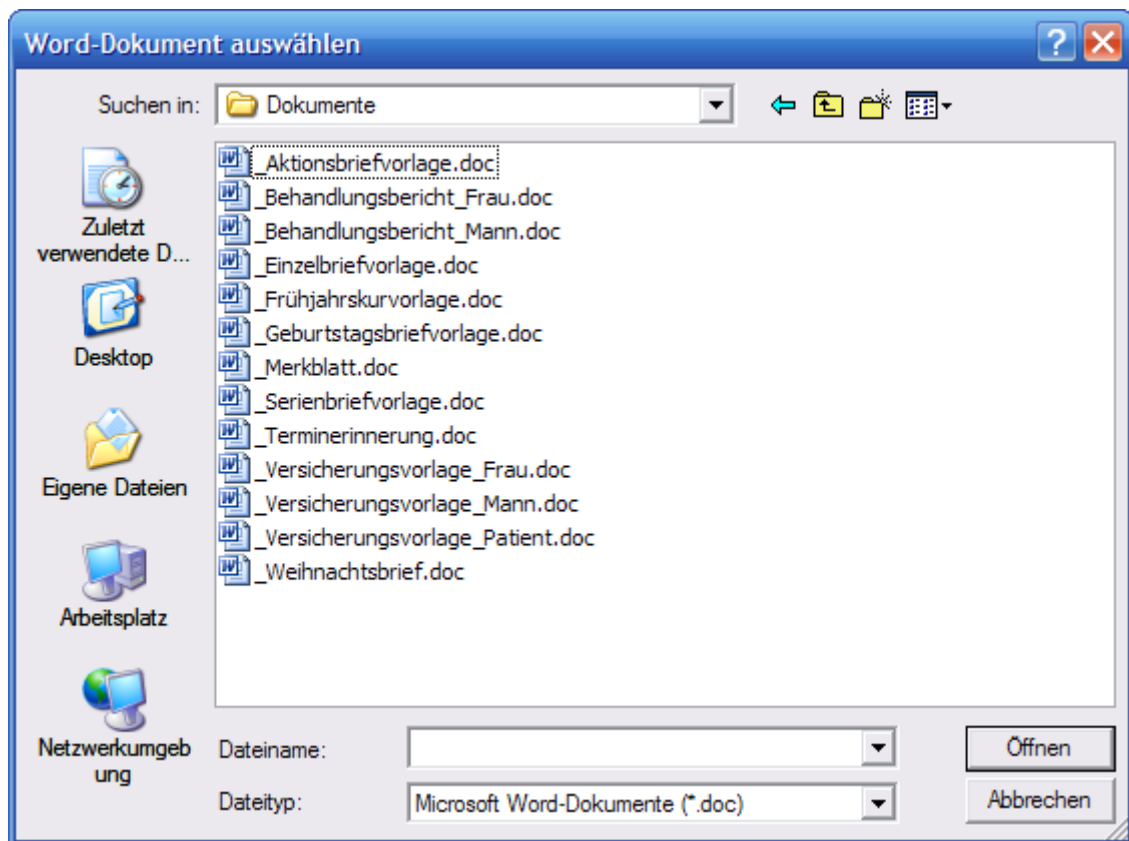 Word-Dokument auswählen
Suchen in:
Dokumente
Zuletzt
verwendete D...
Desktop
Eigene Dateien
Arbeitsplatz
Netzwerkumgeb
ung
_Aktionsbriefvorlage.doc
_Behandlungsbericht_Frau.doc
_Behandlungsbericht_Mann.doc
_Einzelbriefvorlage.doc
_Frühjahrskurvorlage.doc
_Geburtstagsbriefvorlage.doc
_Merkblatt.doc
_Serienbriefvorlage.doc
_Terminerinnerung.doc
_Versicherungsvorlage_Frau.doc
_Versicherungsvorlage_Mann.doc
_Versicherungsvorlage_Patient.doc
_Weihnachtsbrief.doc
Dateiname:
Öffnen
Dateityp:
Microsoft Word-Dokumente (*.doc)
Abbrechen